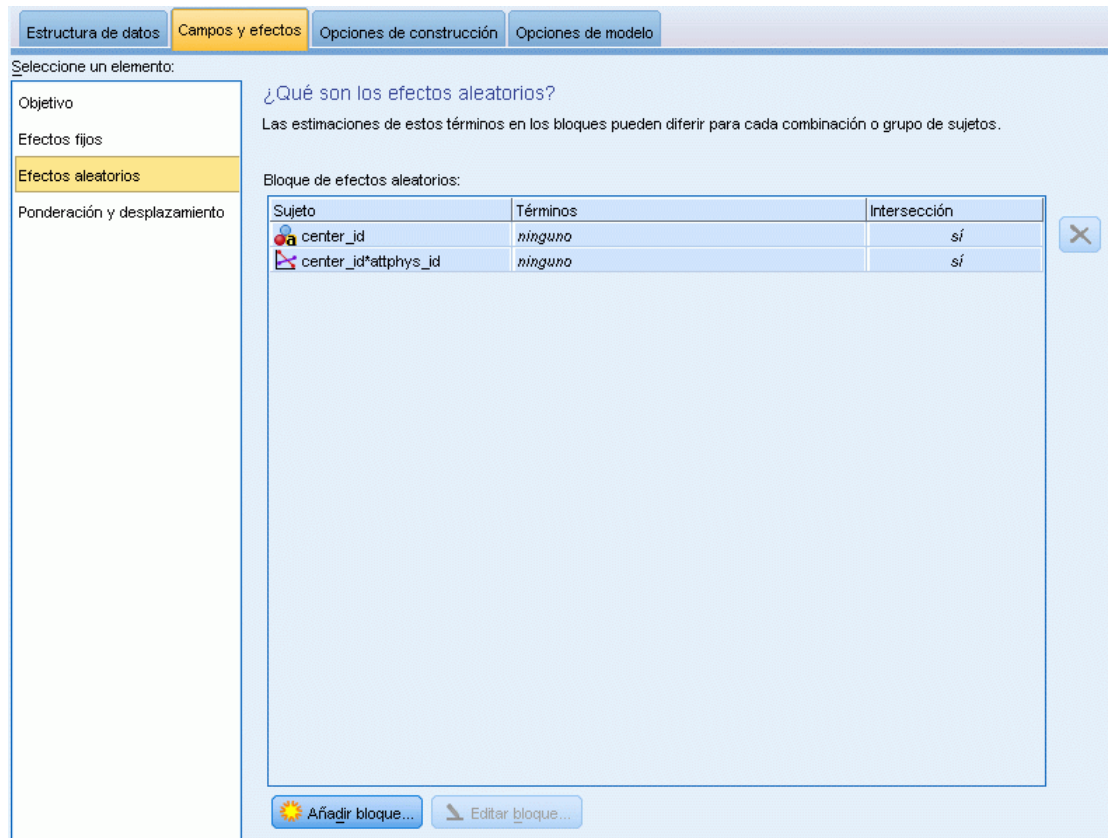 Estructura de datos Campos y efectos Opciones de construcción Opciones de modelo
Seleccione un elemento:
Objetivo
Efectos fijos
Efectos aleatorios
Ponderación y desplazamiento
¿Qué son los efectos aleatorios?
Las estimaciones de estos términos en los bloques pueden diferir para cada combinación o grupo de sujetos.
Bloque de efectos aleatorios:
Sujeto Términos Intersección
a center_id ninguno sí
center_id*attphys_id ninguno sí
Añadir bloque... Editar bloque...